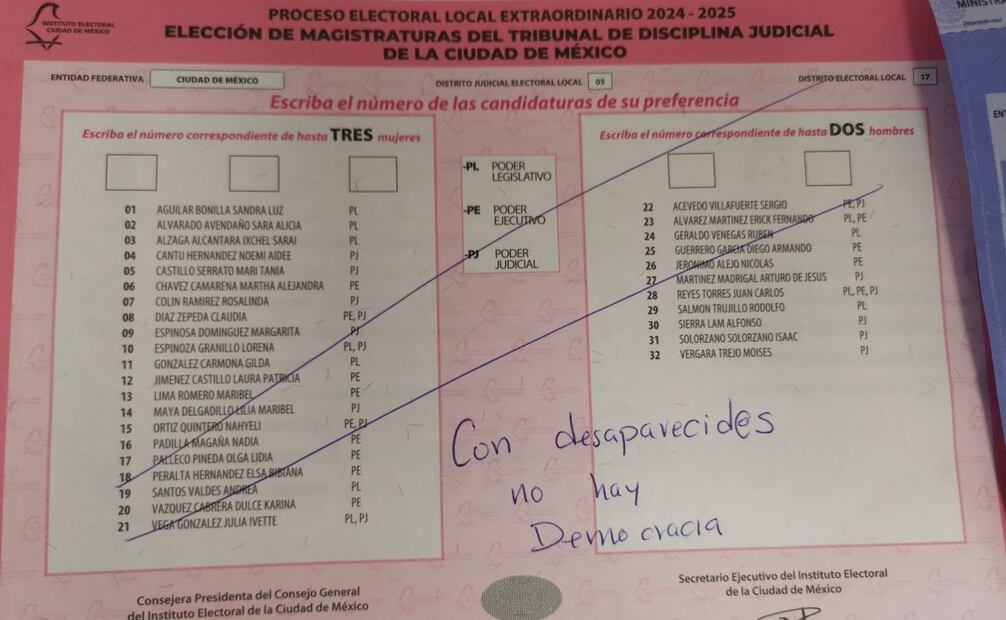 INSTITUTO ELECTORAL
CIUDAD DE MÉXICO
PROCESO ELECTORAL LOCAL EXTRAORDINARIO 2024 - 2025
ELECCIÓN DE MAGISTRATURAS DEL TRIBUNAL DE DISCIPLINA JUDICIAL
DE LA CIUDAD DE MÉXICO
ENTIDAD FEDERATIVA CIUDAD DE MÉXICO
DISTRITO JUDICIAL ELECTORAL LOCAL 05
DISTRITO ELECTORAL LOCAL 17
Escriba el número de las candidaturas de su preferencia
Escriba el número correspondiente de hasta TRES mujeres
01 AGUILAR BONILLA SANDRA LUZ PL
02 ALVARADO AVENDAÑO SARA ALICIA PL
03 ALZAGA ALCANTARA IXCHEL SARAI PL
04 CANTU HERNANDEZ NOEMI AIDEE PJ
05 CASTILLO SERRATO MARI TANIA PJ
06 CHAVEZ CAMARENA MARTHA ALEJANDRA PE
07 COLIN RAMIREZ ROSALINDA PJ
08 DIAZ ZEPEDA CLAUDIA PE, PJ
09 ESPINOSA DOMINGUEZ MARGARITA PJ
10 ESPINOZA GRANILLO LORENA PL, PJ
11 GONZALEZ CARMONA GILDA PL
12 JIMENEZ CASTILLO LAURA PATRICIA PE
13 LIMA ROMERO MARIBEL PE
14 MAYA DELGADILLO LILIA MARIBEL PJ
15 ORTIZ QUINTERO NAHYELI PE, PJ
16 PADILLA MAGAÑA NADIA PE
17 PALLECO PINEDA OLGA LIDIA PE
18 PERALTA HERNANDEZ ELSA BIBIANA PE
19 SANTOS VALDES ANDREA PL
20 VAZQUEZ CABRERA DULCE KARINA PE
21 VEGA GONZALEZ JULIA IVETTE PL, PJ
-PL PODER
LEGISLATIVO
-PE PODER
EJECUTIVO
-PJ PODER
JUDICIAL
Escriba el número correspondiente de hasta DOS hombres
22 ACEVEDO VILLAFUERTE SERGIO PE, PJ
23 ALVAREZ MARTINEZ ERICK FERNANDO PL, PE
24 GERALDO VENEGAS RUBEN PL
25 GUERRERO GARCIA DIEGO ARMANDO PE
26 JERONIMO ALEJO NICOLAS PE
27 MARTINEZ MADRIGAL ARTURO DE JESUS PJ
28 REYES TORRES JUAN CARLOS PL, PE, PJ
29 SALMON TRUJILLO RODOLFO PL
30 SIERRA LAM ALFONSO PJ
31 SOLORZANO SOLORZANO ISAAC PJ
32 VERGARA TREJO MOISES PJ
Con desaparecid@s
no hay
Democracia
Consejera Presidenta del Consejo General
del Instituto Electoral de la Ciudad de México
Secretario Ejecutivo del Instituto Electoral
de la Ciudad de México